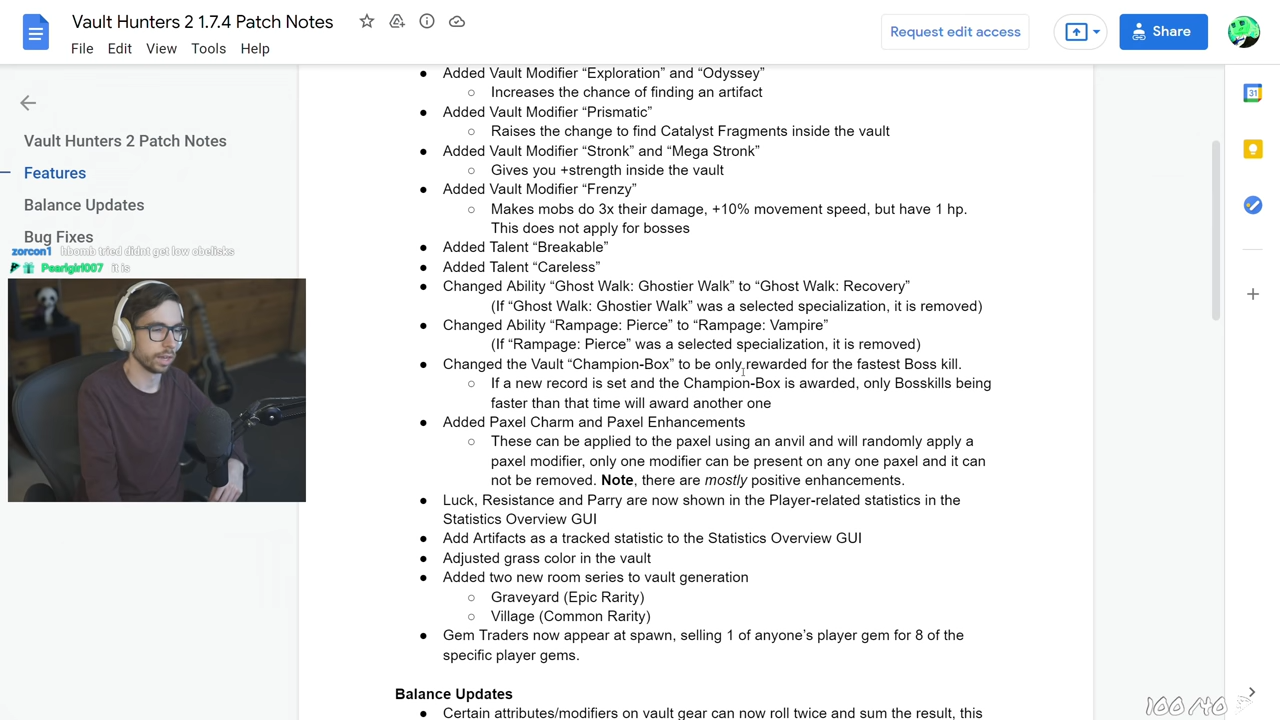 Vault Hunters 2 1.7.4 Patch Notes
File Edit View Tools Help
Request edit access
Share
Vault Hunters 2 Patch Notes
Features
Balance Updates
Bug Fixes
zorcon1 hbomb tried didnt get low obelisks
Pearlgirl007 it is
● Added Vault Modifier “Exploration” and “Odyssey”
○ Increases the chance of finding an artifact
● Added Vault Modifier “Prismatic”
○ Raises the change to find Catalyst Fragments inside the vault
● Added Vault Modifier “Stronk” and “Mega Stronk”
○ Gives you +strength inside the vault
● Added Vault Modifier “Frenzy”
○ Makes mobs do 3x their damage, +10% movement speed, but have 1 hp.
This does not apply for bosses
● Added Talent “Breakable”
● Added Talent “Careless”
● Changed Ability “Ghost Walk: Ghostier Walk” to “Ghost Walk: Recovery”
(If “Ghost Walk: Ghostier Walk” was a selected specialization, it is removed)
● Changed Ability “Rampage: Pierce” to “Rampage: Vampire”
(If “Rampage: Pierce” was a selected specialization, it is removed)
● Changed the Vault “Champion-Box” to be only rewarded for the fastest Boss kill.
○ If a new record is set and the Champion-Box is awarded, only Bosskills being
faster than that time will award another one
● Added Paxel Charm and Paxel Enhancements
○ These can be applied to the paxel using an anvil and will randomly apply a
paxel modifier, only one modifier can be present on any one paxel and it can
not be removed. Note, there are mostly positive enhancements.
● Luck, Resistance and Parry are now shown in the Player-related statistics in the
Statistics Overview GUI
● Add Artifacts as a tracked statistic to the Statistics Overview GUI
● Adjusted grass color in the vault
● Added two new room series to vault generation
○ Graveyard (Epic Rarity)
○ Village (Common Rarity)
● Gem Traders now appear at spawn, selling 1 of anyone’s player gem for 8 of the
specific player gems.
Balance Updates
● Certain attributes/modifiers on vault gear can now roll twice and sum the result, this
31
100/40